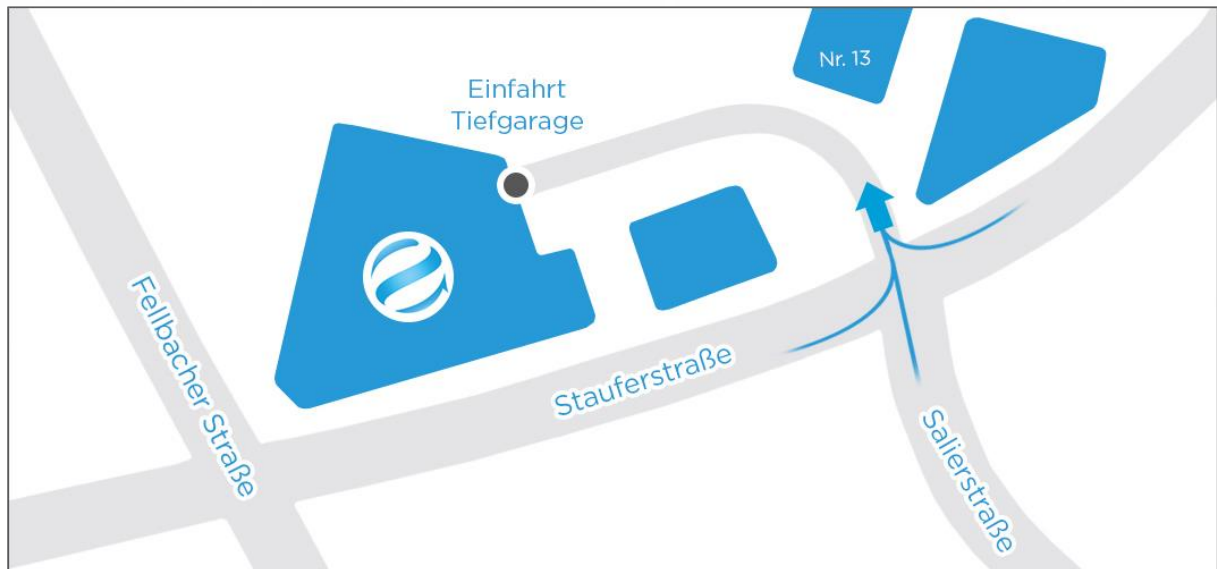 Nr. 13
Einfahrt
Tiefgarage
Fellbacher Straße
Stauferstraße
Salierstraße